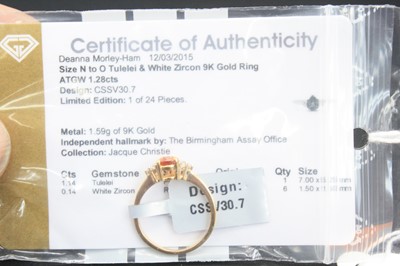 Certificate of Authenticity
Deanna Morley-Ham 12/03/2015
Size N to O Tulelei & White Zircon 9K Gold Ring
ATGW 1.28cts
Design: CSSV30.7
Limited Edition: 1 of 24 Pieces.
Metal: 1.59g of 9K Gold
Independent hallmark by: The Birmingham Assay Office
Collection: Jacque Christie
Cts Gemstone
1.14 Tulelei 1
0.14 White Zircon 6
Design:
CSSV30.7